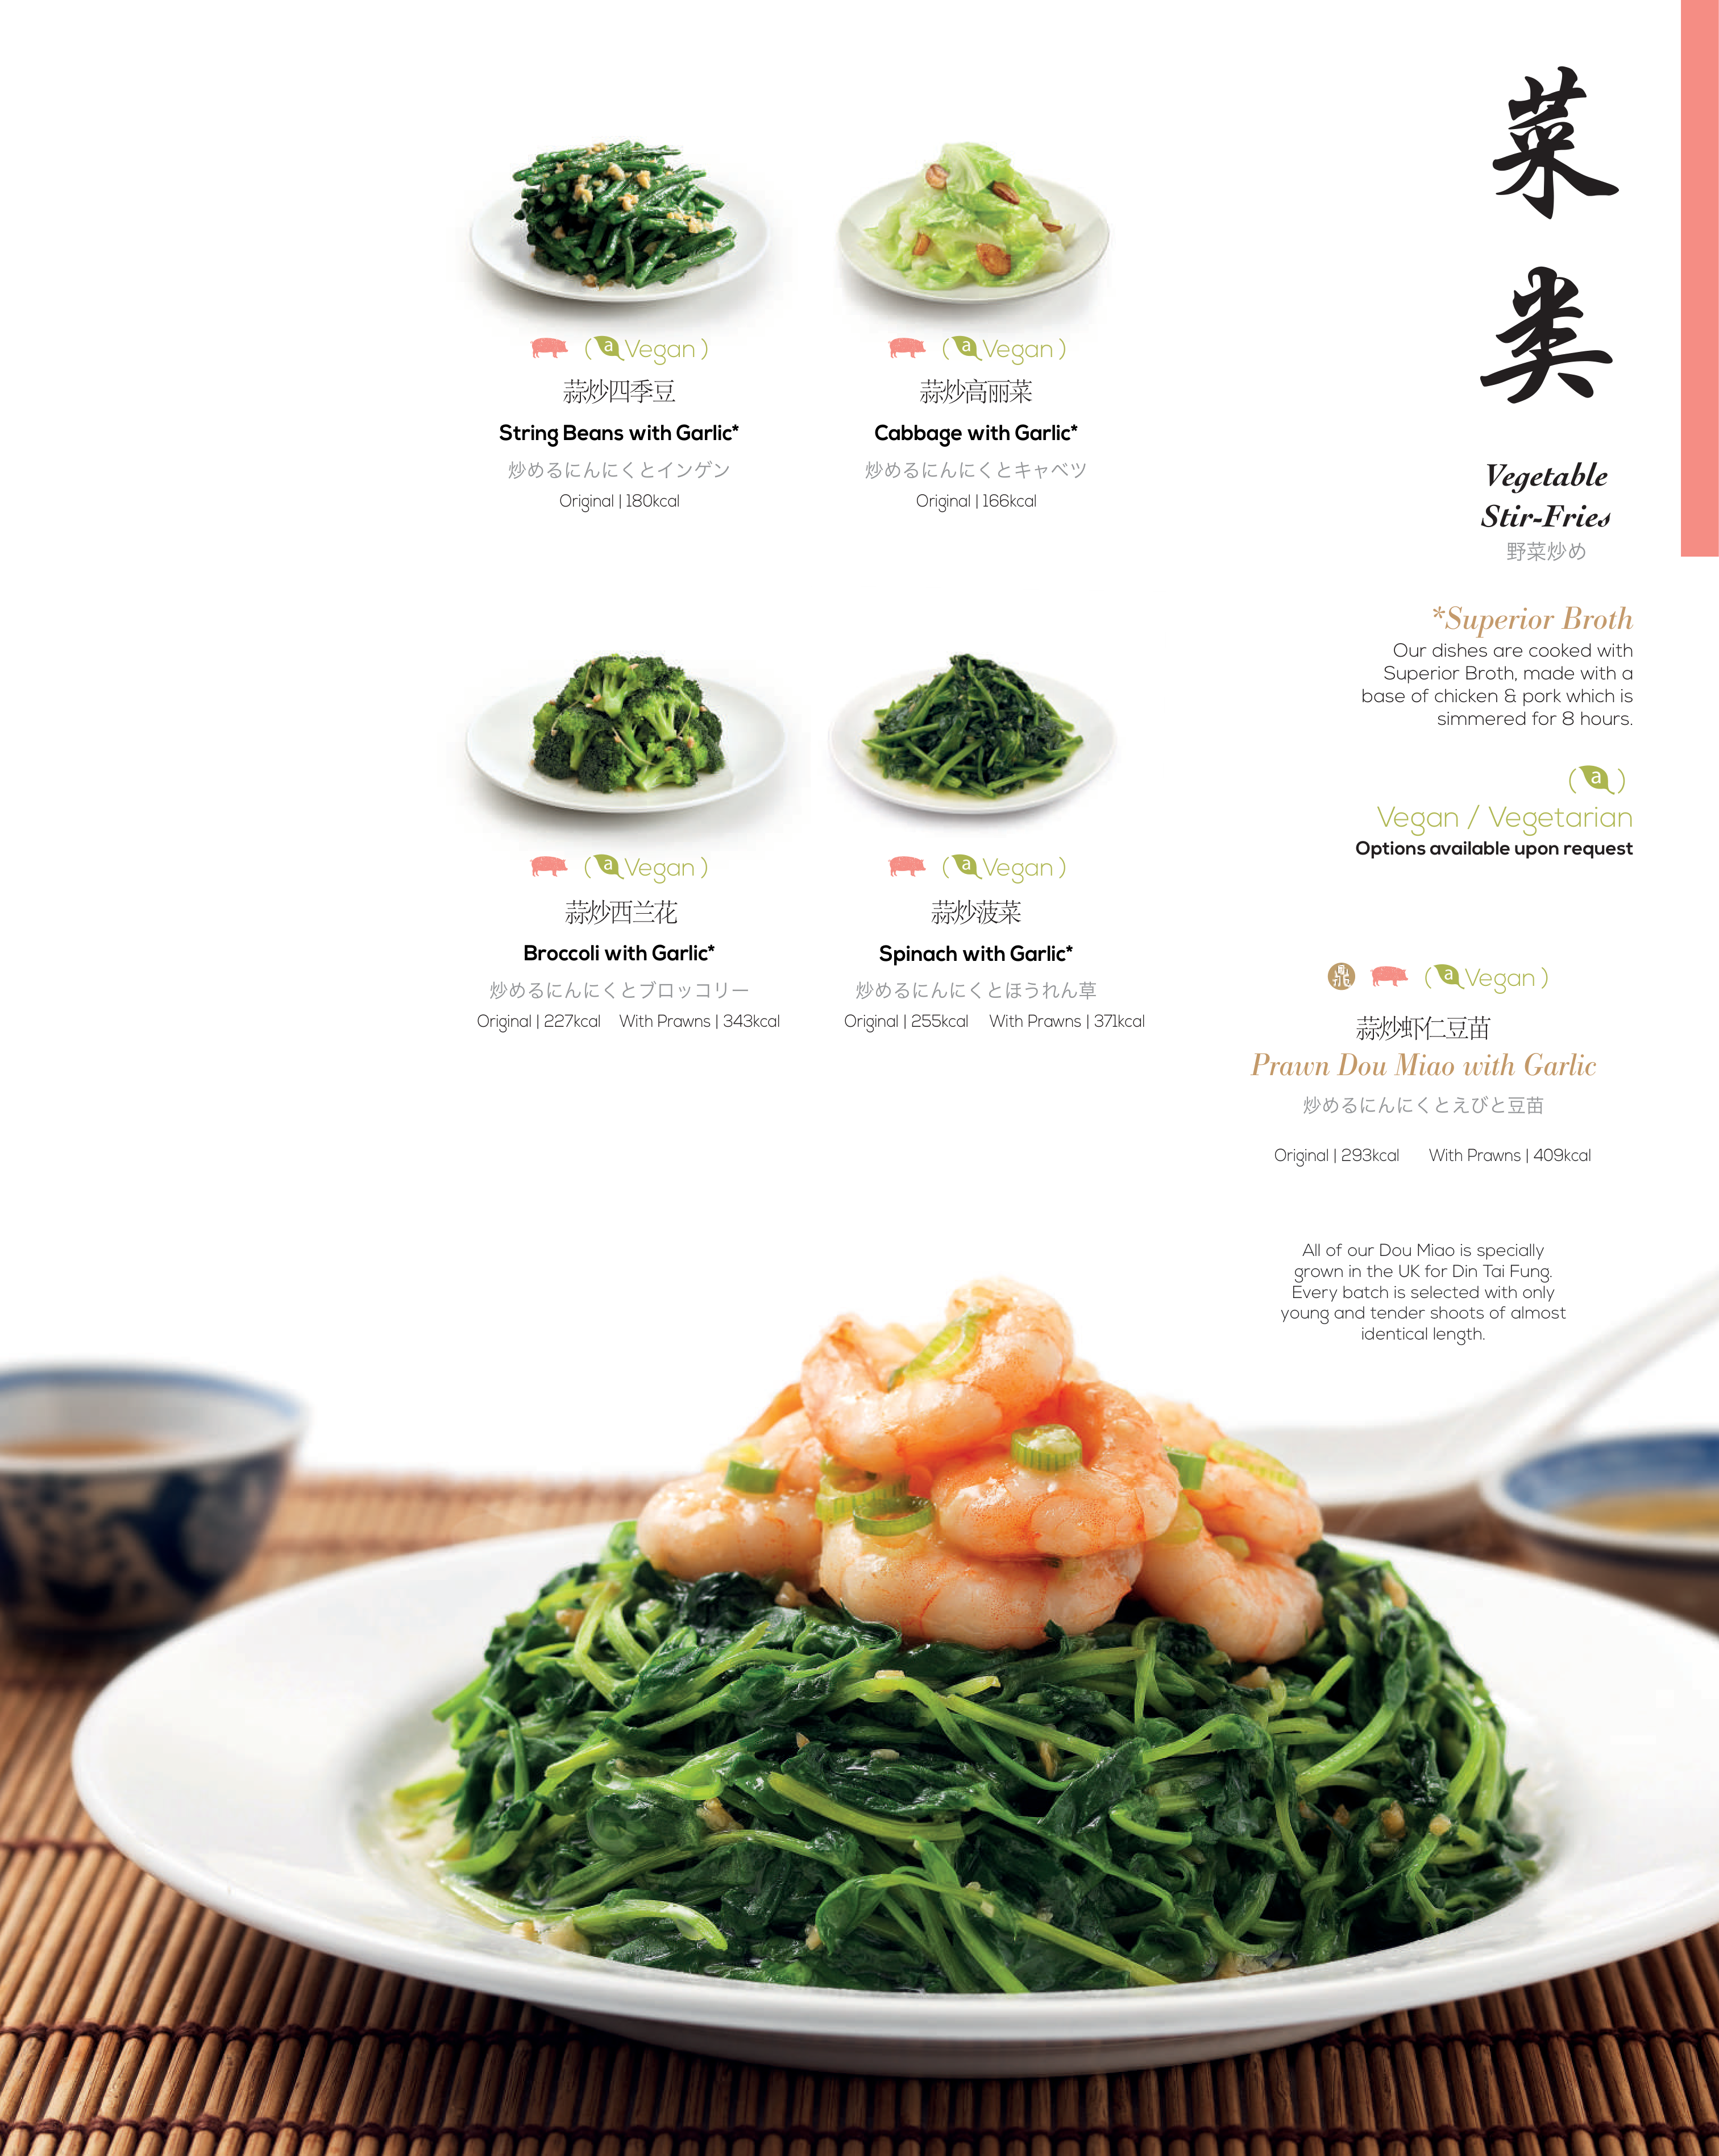 菜
类
Vegetable
Stir-Fries
野菜炒め
*Superior Broth
Our dishes are cooked with
Superior Broth, made with a
base of chicken & pork which is
simmered for 8 hours.
(a)
Vegan / Vegetarian
Options available upon request
(a Vegan)
蒜炒四季豆
String Beans with Garlic*
炒めるにんにくとインゲン
Original | 180kcal
(a Vegan)
蒜炒高丽菜
Cabbage with Garlic*
炒めるにんにくとキャベツ
Original | 166kcal
(a Vegan)
蒜炒西兰花
Broccoli with Garlic*
炒めるにんにくとブロッコリー
Original | 227kcal With Prawns | 343kcal
(a Vegan)
蒜炒菠菜
Spinach with Garlic*
炒めるにんにくとほうれん草
Original | 255kcal With Prawns | 371kcal
鼎 (a Vegan)
蒜炒虾仁豆苗
Prawn Dou Miao with Garlic
炒めるにんにくとえびと豆苗
Original | 293kcal With Prawns | 409kcal
All of our Dou Miao is specially
grown in the UK for Din Tai Fung.
Every batch is selected with only
young and tender shoots of almost
identical length.